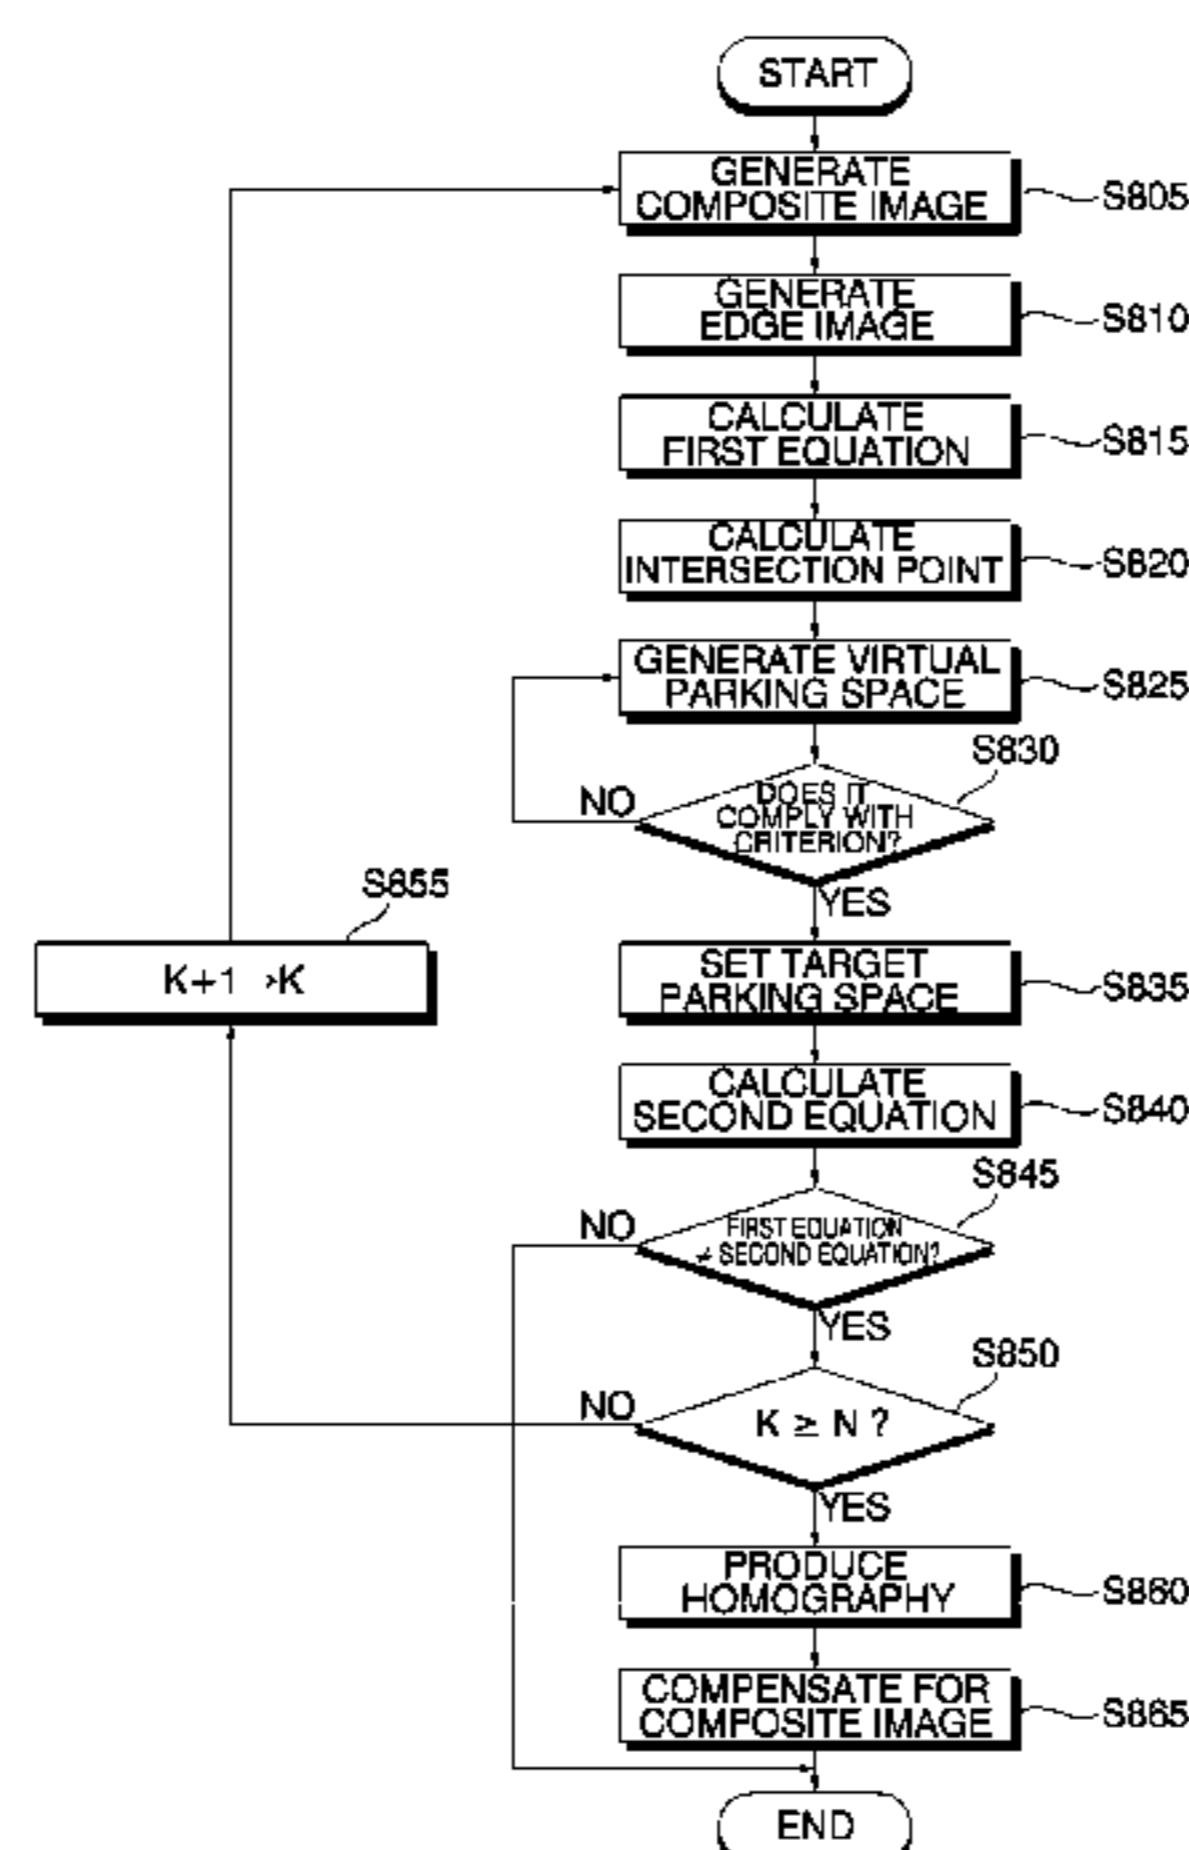 START
GENERATE
COMPOSITE IMAGE
S805
GENERATE
EDGE IMAGE
S810
CALCULATE
FIRST EQUATION
S815
CALCULATE
INTERSECTION POINT
S820
GENERATE VIRTUAL
PARKING SPACE
S825
S830
DOES IT
COMPLY WITH
CRITERION?
NO
YES
S855
K+1 →K
SET TARGET
PARKING SPACE
S835
CALCULATE
SECOND EQUATION
S840
S845
FIRST EQUATION
≠ SECOND EQUATION?
NO
YES
S850
K ≥ N ?
NO
YES
PRODUCE
HOMOGRAPHY
S860
COMPENSATE FOR
COMPOSITE IMAGE
S865
END